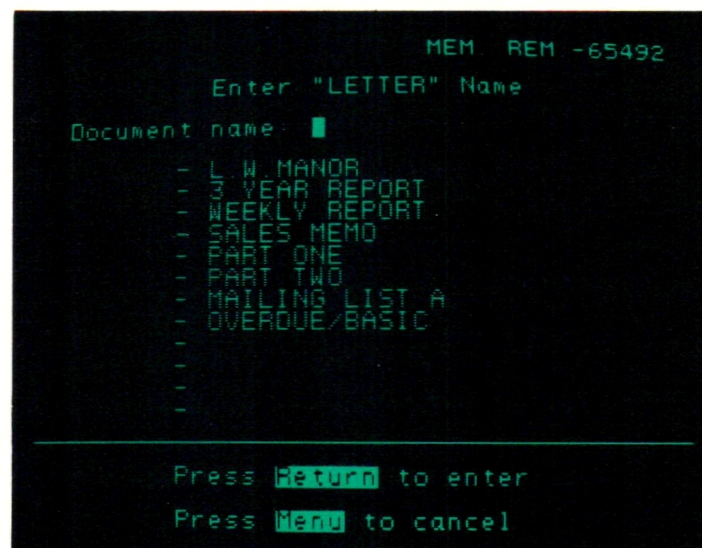 MEM. REM.-65492
Enter "LETTER" Name
Document name:
- L.W.MANOR
- 3 YEAR REPORT
- WEEKLY REPORT
- SALES MEMO
- PART ONE
- PART TWO
- MAILING LIST A
- OVERDUE/BASIC
-
-
-
-
Press Return to enter
Press Menu to cancel